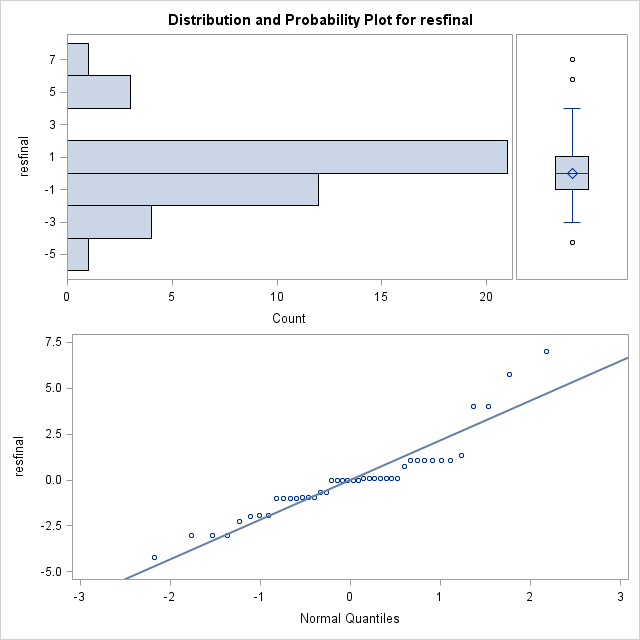 Distribution and Probability Plot for resfinal
resfinal
7
5
3
1
-1
-3
-5
0 5 10 15 20
Count
resfinal
7.5
5.0
2.5
0.0
-2.5
-5.0
-3 -2 -1 0 1 2 3
Normal Quantiles